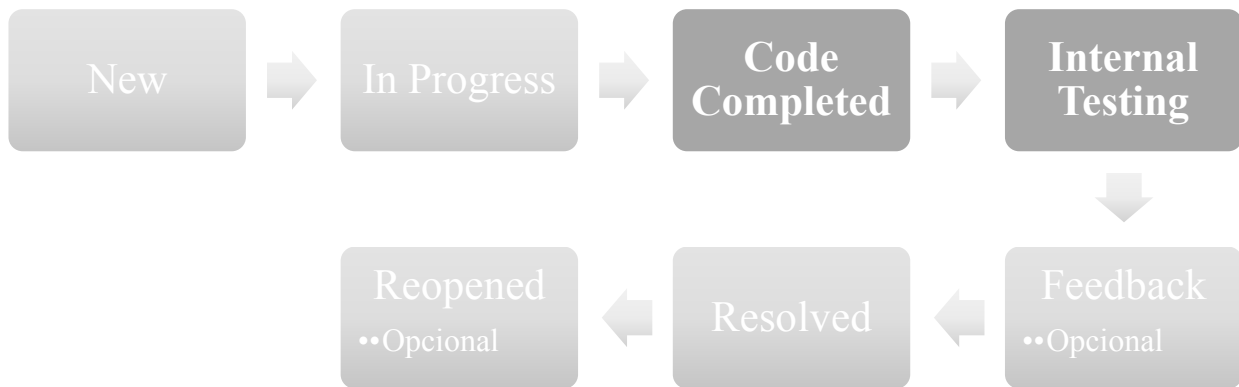 New
In Progress
Code
Completed
Internal
Testing
Feedback
••Opcional
Resolved
Reopened
••Opcional